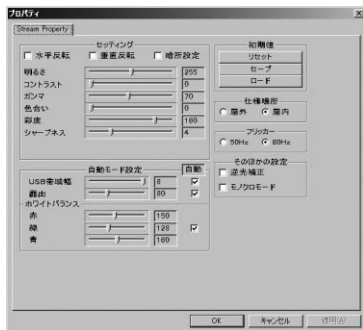 プロパティ
Stream Property
セッティング
水平反転 垂直反転 暗所設定
明るさ 255
コントラスト 0
ガンマ 70
色合い 0
彩度 100
シャープネス 4
初期値
リセット
セーブ
ロード
仕様場所
屋外 屋内
フリッカー
50Hz 60Hz
そのほかの設定
逆光補正
モノクロモード
自動モード設定 自動
USB帯域幅 8
露出 80
ホワイトバランス
赤 150
緑 128
青 160
OK キャンセル 適用(A)